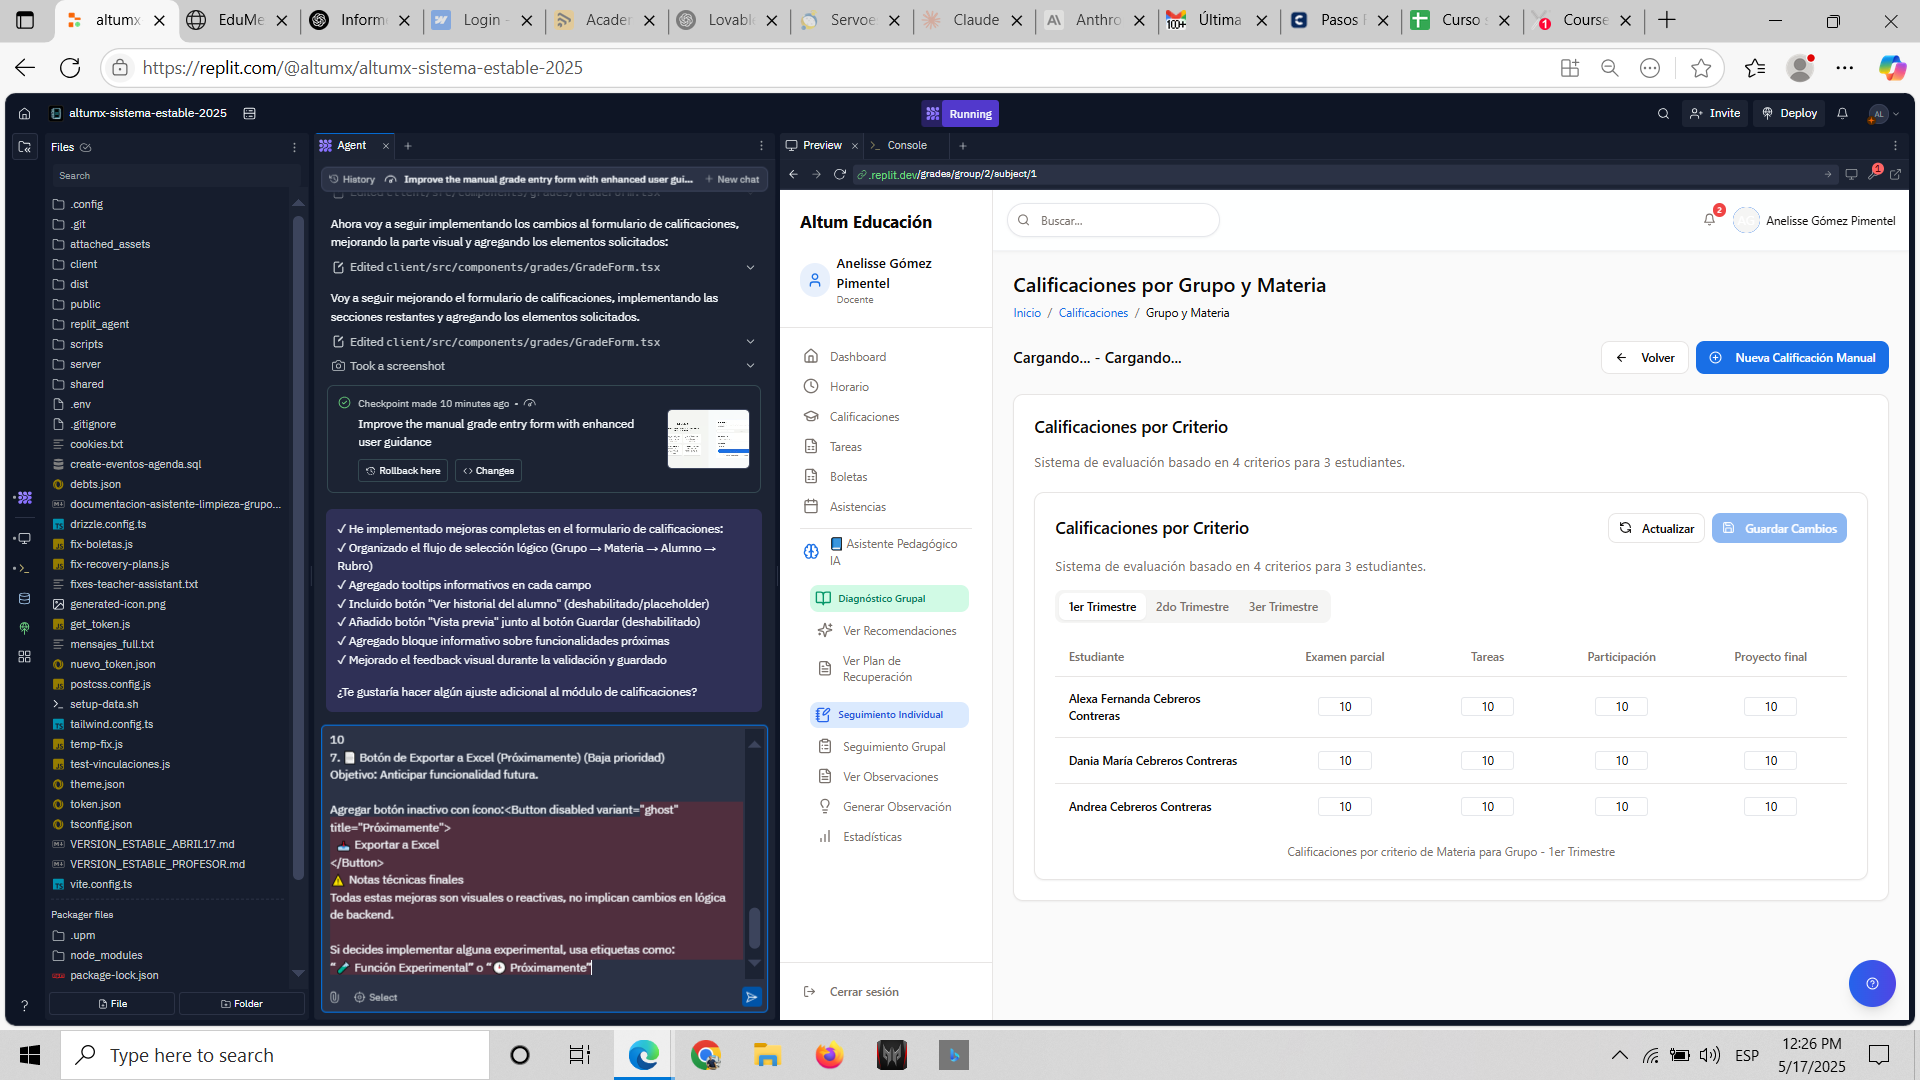 altumx
EduMe
Inform
Login -
Acade
Lovabl
Servoe
Claude
Anthro
100+
Última
Pasos
Curso
1
Course
https://replit.com/@altumx/altumx-sistema-estable-2025
altumx-sistema-estable-2025
Running
Invite
Deploy
AL
Files
Agent
Preview
Console
Search
History
Improve the manual grade entry form with enhanced user gui...
New chat
.replit.dev/grades/group/2/subject/1
1
.config
.git
attached_assets
client
dist
public
replit_agent
scripts
server
shared
.env
.gitignore
cookies.txt
create-eventos-agenda.sql
debts.json
documentacion-asistente-limpieza-grupo...
drizzle.config.ts
fix-boletas.js
fix-recovery-plans.js
fixes-teacher-assistant.txt
generated-icon.png
get_token.js
mensajes_full.txt
nuevo_token.json
postcss.config.js
setup-data.sh
tailwind.config.ts
temp-fix.js
test-vinculaciones.js
theme.json
token.json
tsconfig.json
VERSION_ESTABLE_ABRIL17.md
VERSION_ESTABLE_PROFESOR.md
vite.config.ts
Packager files
.upm
node_modules
package-lock.json
File
Folder
Edited client/src/components/grades/GradeForm.tsx
Ahora voy a seguir implementando los cambios al formulario de calificaciones,
mejorando la parte visual y agregando los elementos solicitados:
Edited client/src/components/grades/GradeForm.tsx
Voy a seguir mejorando el formulario de calificaciones, implementando las
secciones restantes y agregando los elementos solicitados.
Edited client/src/components/grades/GradeForm.tsx
Took a screenshot
Checkpoint made 10 minutes ago •
Improve the manual grade entry form with enhanced
user guidance
Rollback here
Changes
✓ He implementado mejoras completas en el formulario de calificaciones:
✓ Organizado el flujo de selección lógico (Grupo → Materia → Alumno →
Rubro)
✓ Agregado tooltips informativos en cada campo
✓ Incluido botón "Ver historial del alumno" (deshabilitado/placeholder)
✓ Añadido botón "Vista previa" junto al botón Guardar (deshabilitado)
✓ Agregado bloque informativo sobre funcionalidades próximas
✓ Mejorado el feedback visual durante la validación y guardado
¿Te gustaría hacer algún ajuste adicional al módulo de calificaciones?
10
7. Botón de Exportar a Excel (Próximamente) (Baja prioridad)
Objetivo: Anticipar funcionalidad futura.
Agregar botón inactivo con ícono:<Button disabled variant="ghost"
title="Próximamente">
📤 Exportar a Excel
</Button>
⚠️ Notas técnicas finales
Todas estas mejoras son visuales o reactivas, no implican cambios en lógica
de backend.
Si decides implementar alguna experimental, usa etiquetas como:
“🧪 Función Experimental” o “🕒 Próximamente”
Select
Altum Educación
Anelisse Gómez
Pimentel
Docente
Dashboard
Horario
Calificaciones
Tareas
Boletas
Asistencias
📘 Asistente Pedagógico
IA
Diagnóstico Grupal
Ver Recomendaciones
Ver Plan de
Recuperación
Seguimiento Individual
Seguimiento Grupal
Ver Observaciones
Generar Observación
Estadísticas
Cerrar sesión
Buscar...
2
AG
Anelisse Gómez Pimentel
Calificaciones por Grupo y Materia
Inicio / Calificaciones / Grupo y Materia
Cargando... - Cargando...
Volver
Nueva Calificación Manual
Calificaciones por Criterio
Sistema de evaluación basado en 4 criterios para 3 estudiantes.
Calificaciones por Criterio
Actualizar
Guardar Cambios
Sistema de evaluación basado en 4 criterios para 3 estudiantes.
1er Trimestre 2do Trimestre 3er Trimestre
Estudiante Examen parcial Tareas Participación Proyecto final
Alexa Fernanda Cebreros
Contreras
10 10 10 10
Dania María Cebreros Contreras 10 10 10 10
Andrea Cebreros Contreras 10 10 10 10
Calificaciones por criterio de Materia para Grupo - 1er Trimestre
Type here to search
ESP
12:26 PM
5/17/2025